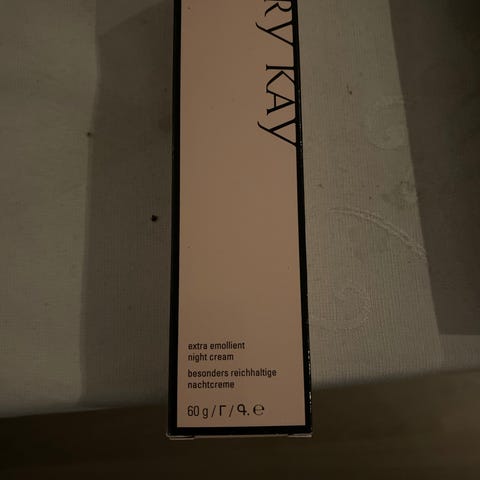 RY KAY
extra emollient
night cream
besonders reichhaltige
nachtcreme
60 g / Г / Գ. ℮